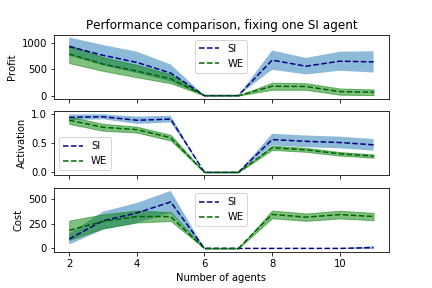 Performance comparison, fixing one SI agent
Profit
1000
500
0
SI
WE
Activation
1.0
0.5
0.0
SI
WE
Cost
500
250
0
SI
WE
2
4
6
8
10
Number of agents